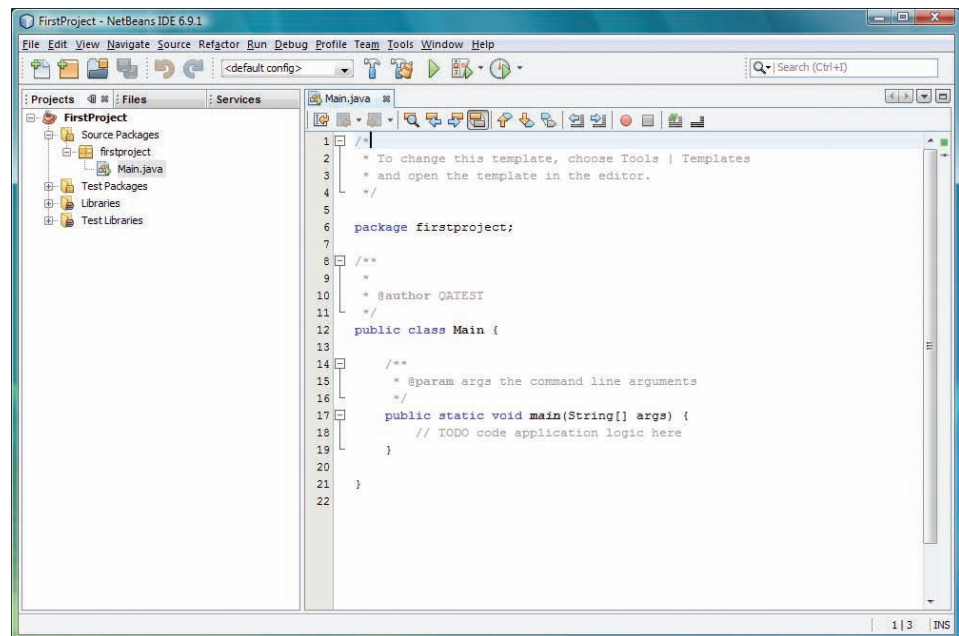 FirstProject - NetBeans IDE 6.9.1
File Edit View Navigate Source Refactor Run Debug Profile Team Tools Window Help
<default config>
Search (Ctrl+I)
Projects Files Services
FirstProject
Source Packages
firstproject
Main.java
Test Packages
Libraries
Test Libraries
Main.java
1 /*
2 * To change this template, choose Tools | Templates
3 * and open the template in the editor.
4 */
5
6 package firstproject;
7
8 /**
9 *
10 * @author QATEST
11 */
12 public class Main {
13
14 /**
15 * @param args the command line arguments
16 */
17 public static void main(String[] args) {
18 // TODO code application logic here
19 }
20
21 }
22
1|3 INS